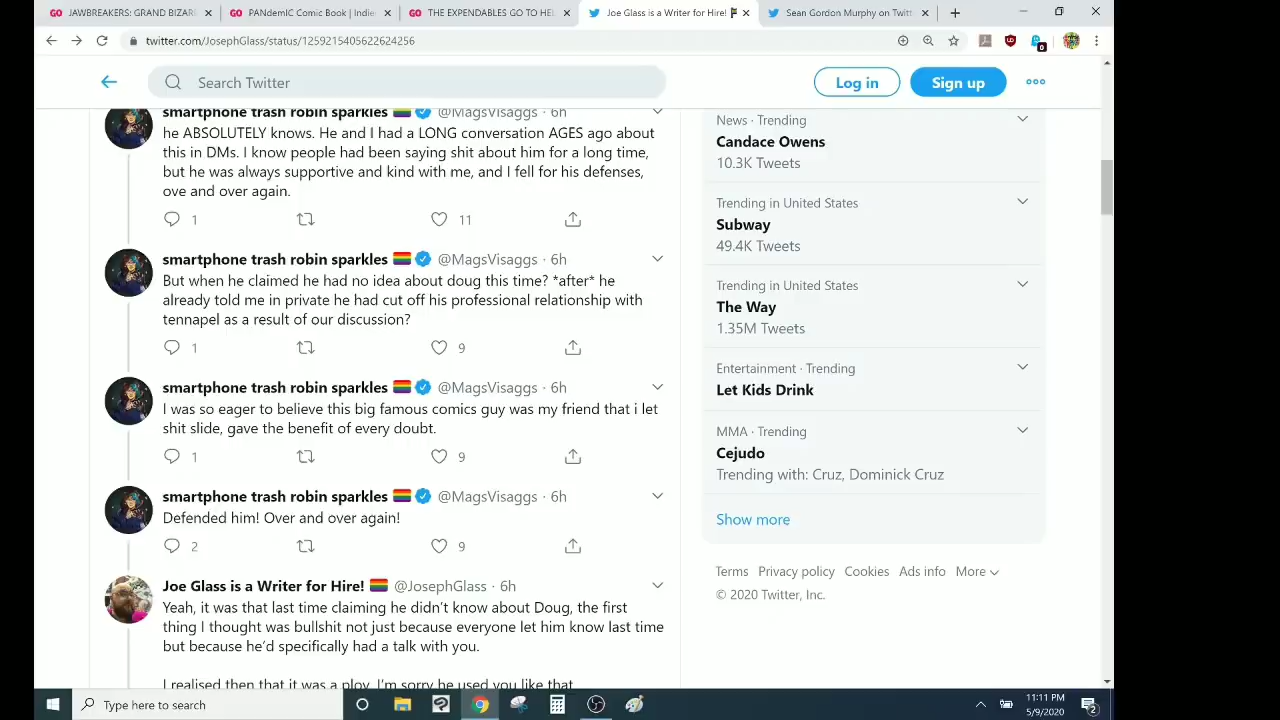 JAWBREAKERS: GRAND BIZAR
PANdemIC Comic Book | Indie
THE EXPENDABLES GO TO HEL
Joe Glass is a Writer for Hire!
Sean Gordon Murphy on Twitt
twitter.com/JosephGlass/status/1259215405622624256
Search Twitter
Log in
Sign up
smartphone trash robin sparkles 🏳️‍🌈 @MagsVisaggs · 6h
he ABSOLUTELY knows. He and I had a LONG conversation AGES ago about
this in DMs. I know people had been saying shit about him for a long time,
but he was always supportive and kind with me, and I fell for his defenses,
ove and over again.
1 11
smartphone trash robin sparkles 🏳️‍🌈 @MagsVisaggs · 6h
But when he claimed he had no idea about doug this time? *after* he
already told me in private he had cut off his professional relationship with
tennapel as a result of our discussion?
1 9
smartphone trash robin sparkles 🏳️‍🌈 @MagsVisaggs · 6h
I was so eager to believe this big famous comics guy was my friend that i let
shit slide, gave the benefit of every doubt.
1 9
smartphone trash robin sparkles 🏳️‍🌈 @MagsVisaggs · 6h
Defended him! Over and over again!
2 9
Joe Glass is a Writer for Hire! 🏳️‍🌈 @JosephGlass · 6h
Yeah, it was that last time claiming he didn't know about Doug, the first
thing I thought was bullshit not just because everyone let him know last time
but because he'd specifically had a talk with you.
I realised then that it was a ploy. I'm sorry he used you like that
News · Trending
Candace Owens
10.3K Tweets
Trending in United States
Subway
49.4K Tweets
Trending in United States
The Way
1.35M Tweets
Entertainment · Trending
Let Kids Drink
MMA · Trending
Cejudo
Trending with: Cruz, Dominick Cruz
Show more
Terms Privacy policy Cookies Ads info More
© 2020 Twitter, Inc.
Type here to search
11:11 PM
5/9/2020
2